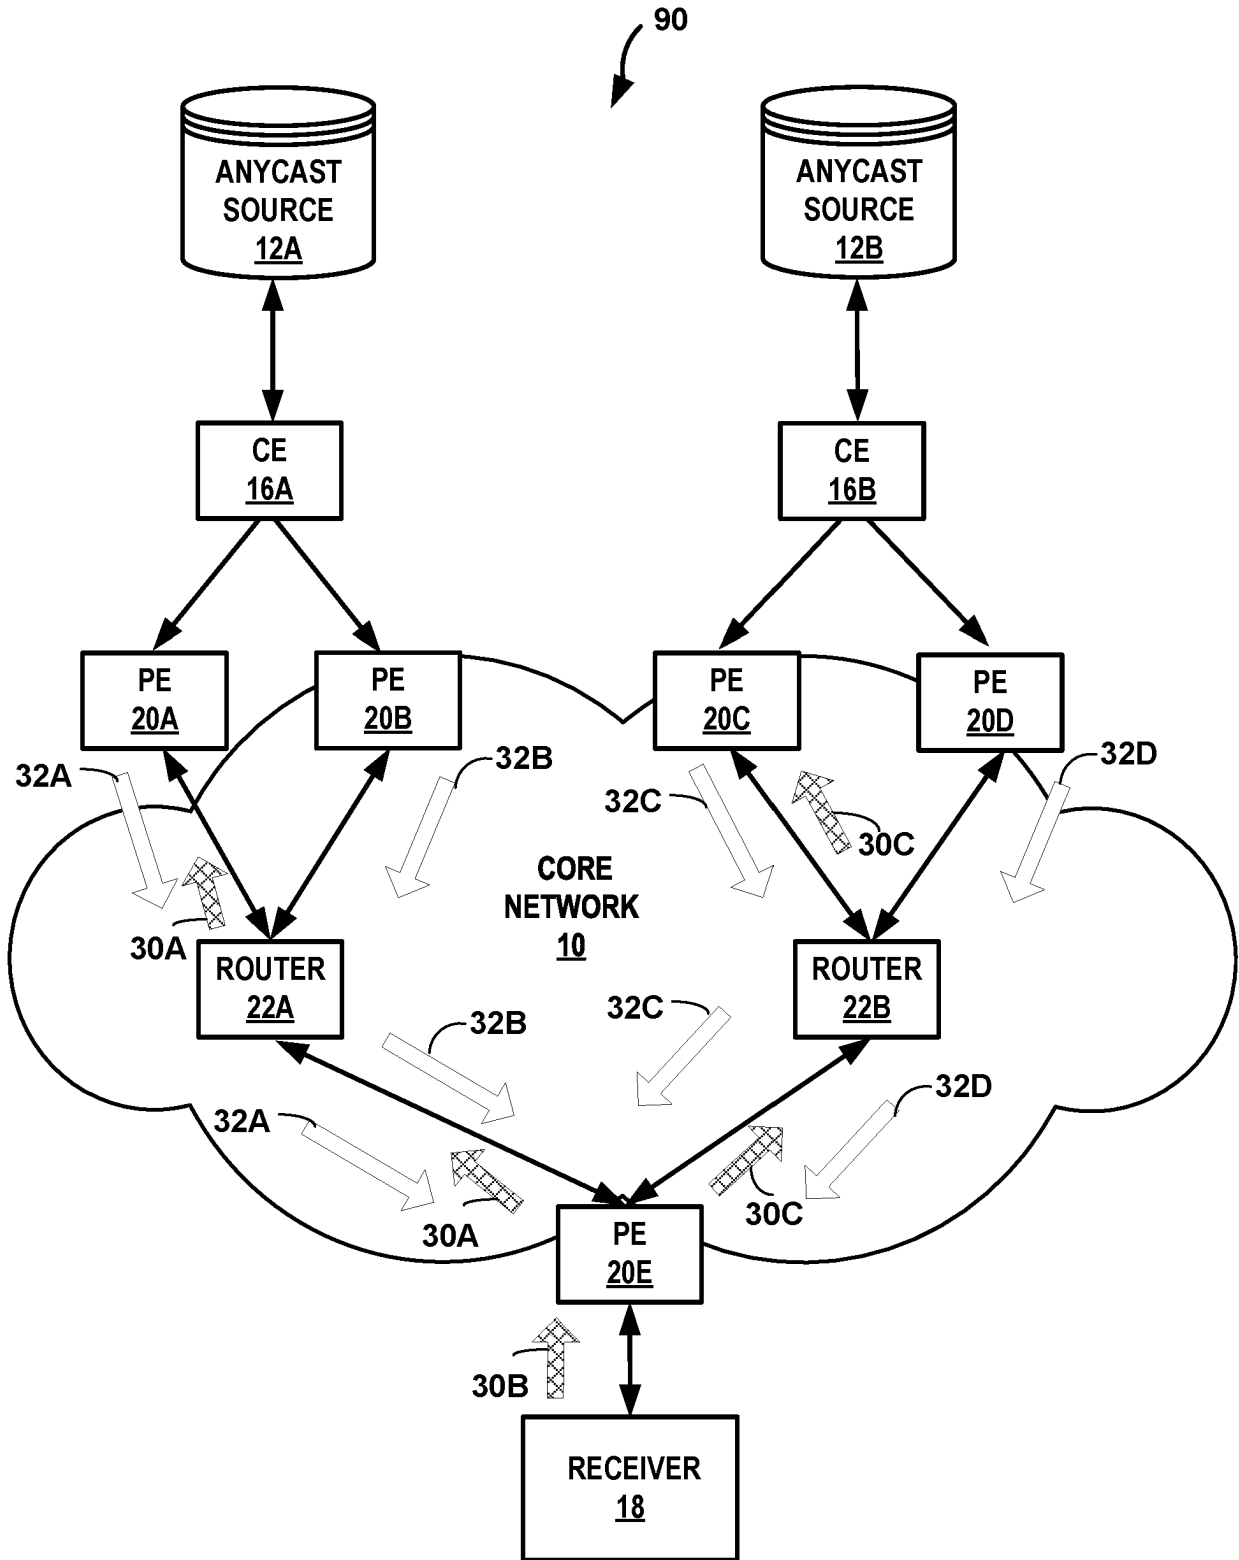 90
ANYCAST
SOURCE
12A
ANYCAST
SOURCE
12B
CE
16A
CE
16B
PE
20A
PE
20B
PE
20C
PE
20D
32A
32B
32C
30C
32D
30A
CORE
NETWORK
10
ROUTER
22A
ROUTER
22B
32B
32C
32A
32D
30A
30C
PE
20E
30B
RECEIVER
18